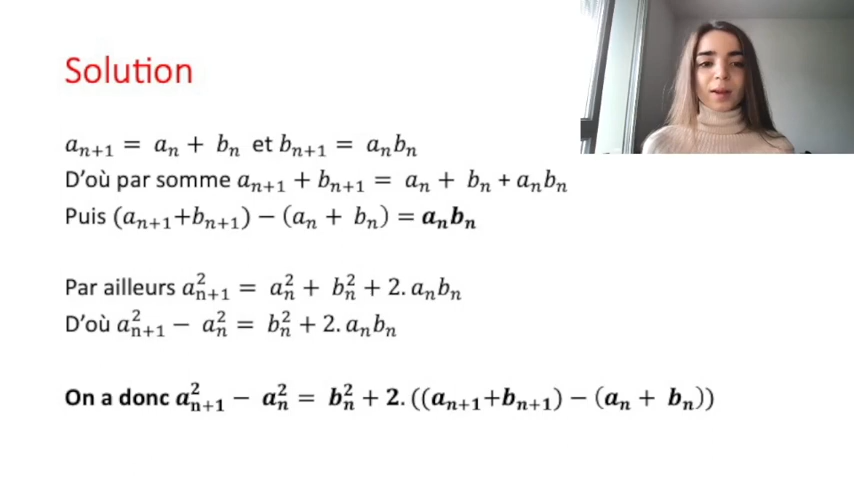 Solution
aₙ₊₁ = aₙ + bₙ et bₙ₊₁ = aₙbₙ
D’où par somme aₙ₊₁ + bₙ₊₁ = aₙ + bₙ + aₙbₙ
Puis (aₙ₊₁+bₙ₊₁) − (aₙ + bₙ) = aₙbₙ
Par ailleurs a²ₙ₊₁ = a²ₙ + b²ₙ + 2. aₙbₙ
D’où a²ₙ₊₁ − a²ₙ = b²ₙ + 2. aₙbₙ
On a donc a²ₙ₊₁ − a²ₙ = b²ₙ + 2. ((aₙ₊₁+bₙ₊₁) − (aₙ + bₙ))